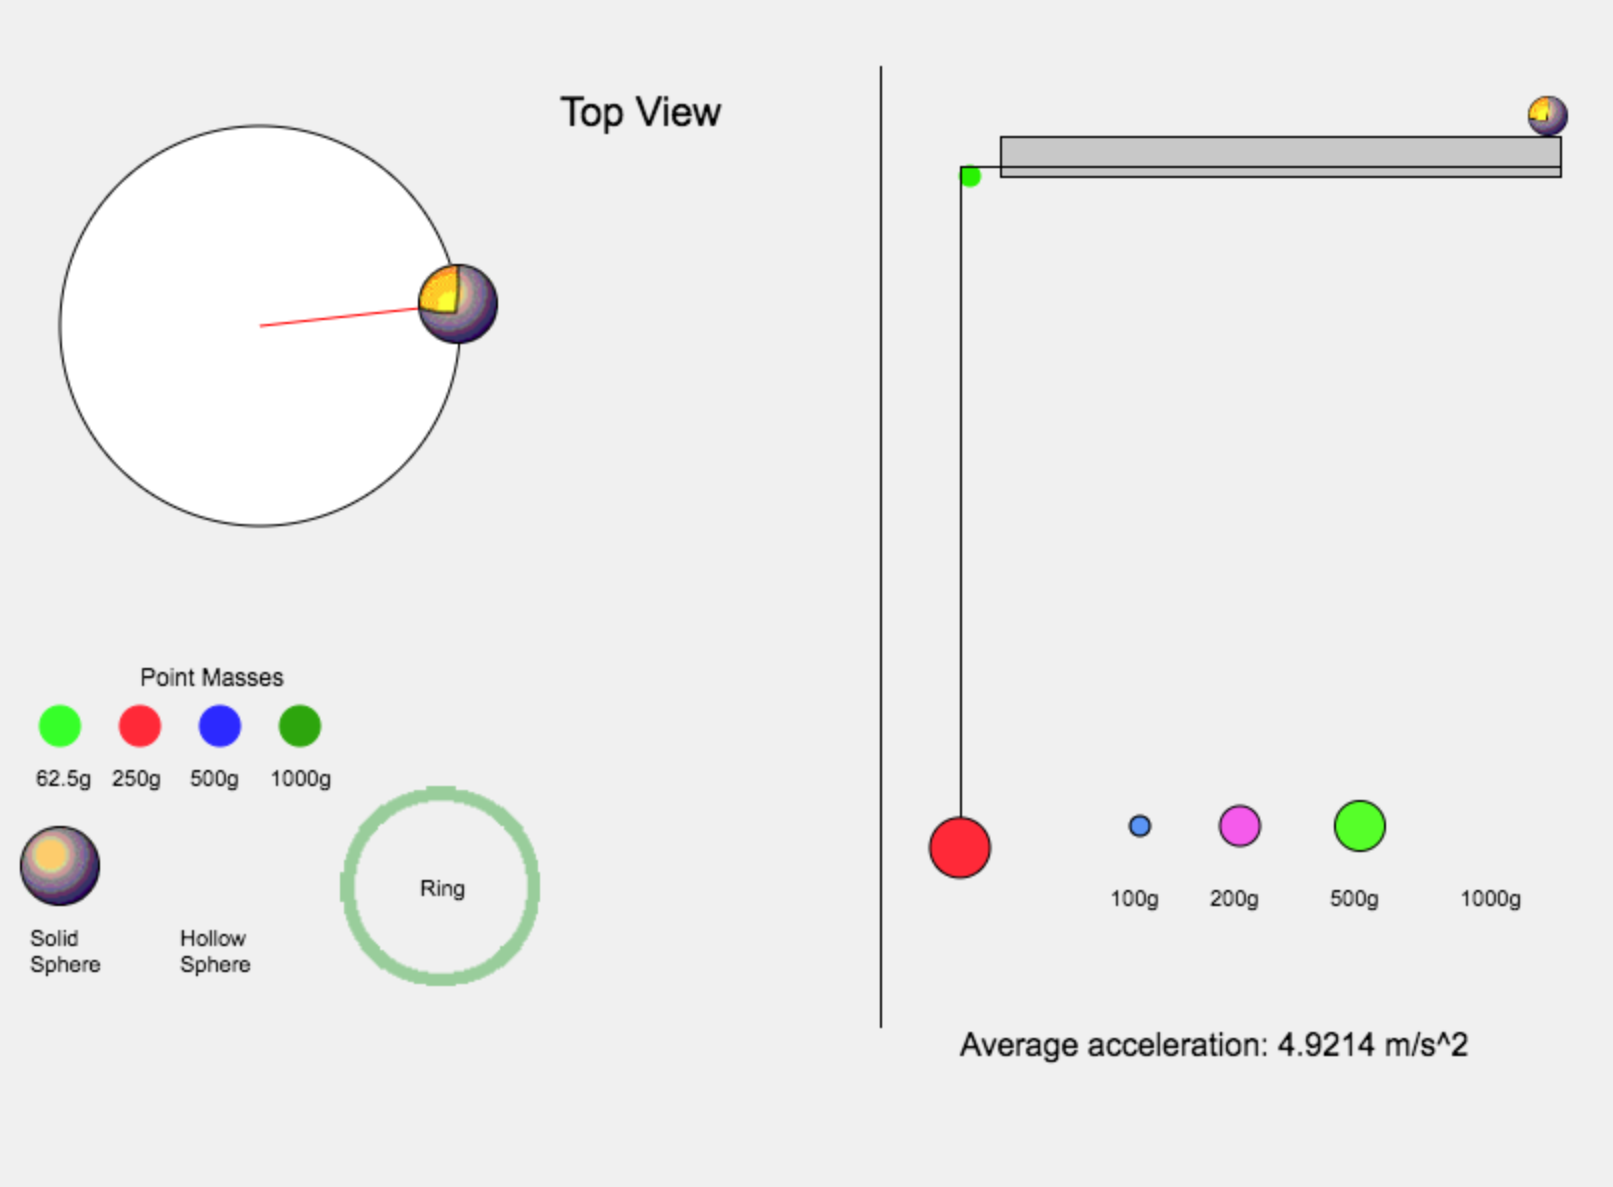 Top View
Point Masses
62.5g 250g 500g 1000g
Ring
Solid
Sphere
Hollow
Sphere
100g 200g 500g 1000g
Average acceleration: 4.9214 m/s^2